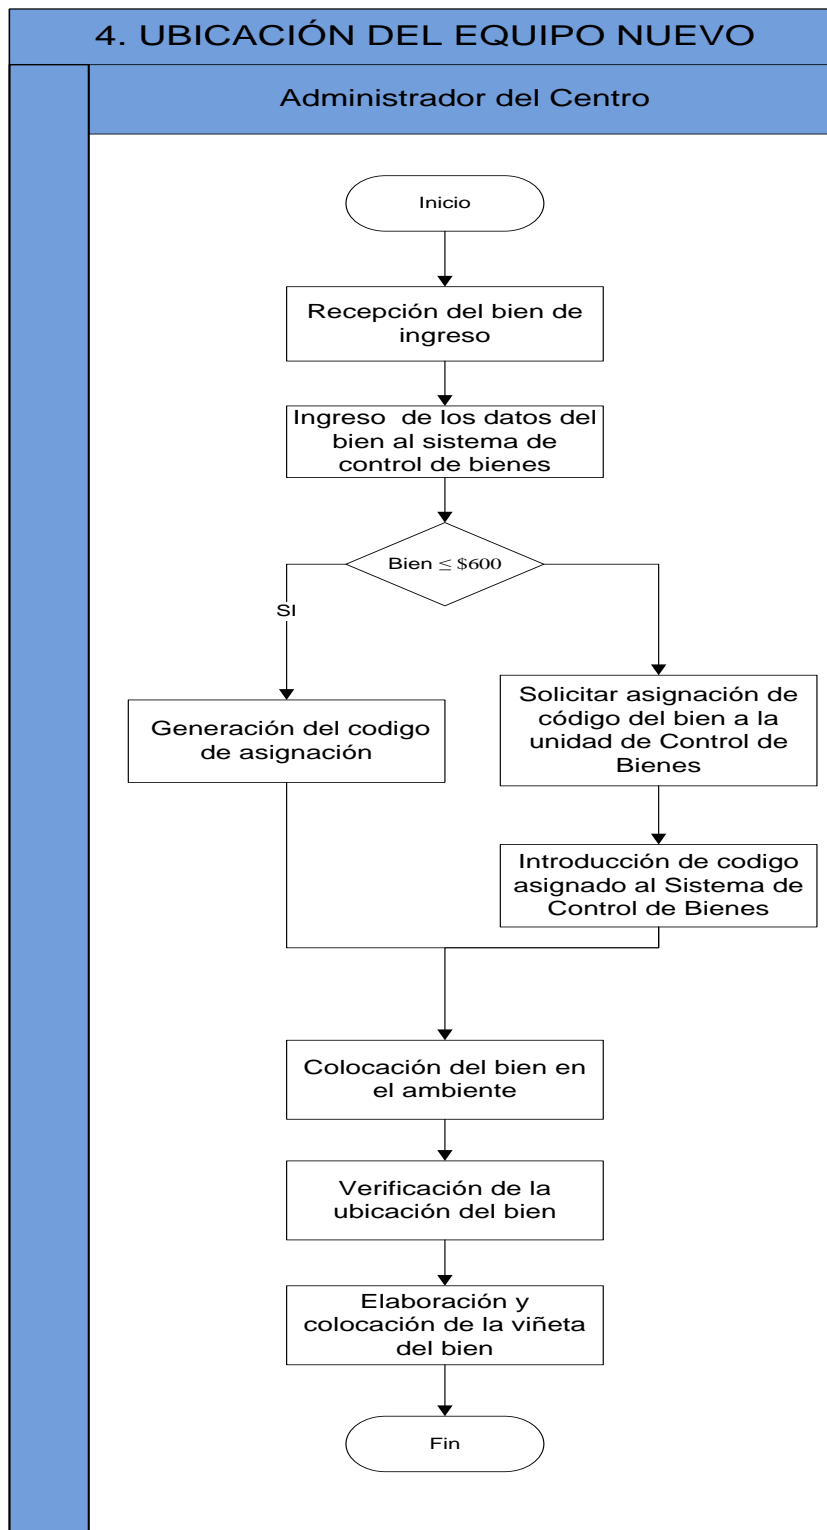 4. UBICACIÓN DEL EQUIPO NUEVO
Administrador del Centro
Inicio
Recepción del bien de
ingreso
Ingreso de los datos del
bien al sistema de
control de bienes
Bien ≤ $600
SI
Generación del codigo
de asignación
Solicitar asignación de
código del bien a la
unidad de Control de
Bienes
Introducción de codigo
asignado al Sistema de
Control de Bienes
Colocación del bien en
el ambiente
Verificación de la
ubicación del bien
Elaboración y
colocación de la viñeta
del bien
Fin